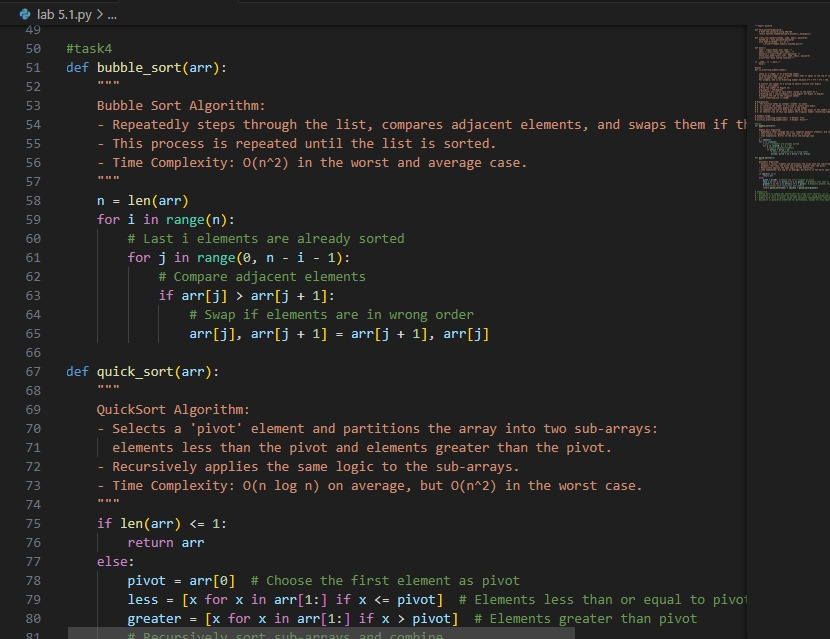 lab 5.1.py > ...
49
50 #task4
51 def bubble_sort(arr):
52 """
53 Bubble Sort Algorithm:
54 - Repeatedly steps through the list, compares adjacent elements, and swaps them if
55 - This process is repeated until the list is sorted.
56 - Time Complexity: O(n^2) in the worst and average case.
57 """
58 n = len(arr)
59 for i in range(n):
60 # Last i elements are already sorted
61 for j in range(0, n - i - 1):
62 # Compare adjacent elements
63 if arr[j] > arr[j + 1]:
64 # Swap if elements are in wrong order
65 arr[j], arr[j + 1] = arr[j + 1], arr[j]
66
67 def quick_sort(arr):
68 """
69 QuickSort Algorithm:
70 - Selects a 'pivot' element and partitions the array into two sub-arrays:
71 elements less than the pivot and elements greater than the pivot.
72 - Recursively applies the same logic to the sub-arrays.
73 - Time Complexity: O(n log n) on average, but O(n^2) in the worst case.
74 """
75 if len(arr) <= 1:
76 return arr
77 else:
78 pivot = arr[0] # Choose the first element as pivot
79 less = [x for x in arr[1:] if x <= pivot] # Elements less than or equal to pivot
80 greater = [x for x in arr[1:] if x > pivot] # Elements greater than pivot
81 # Recursively sort sub-arrays and combine